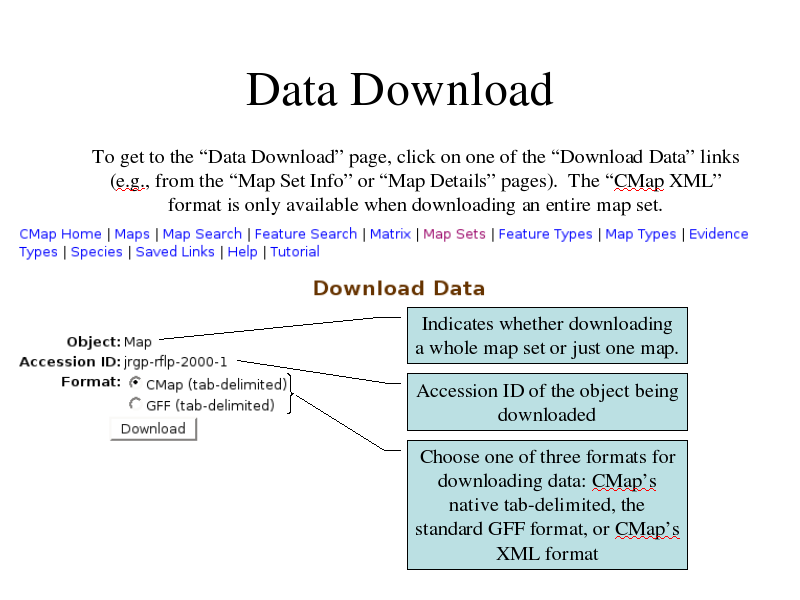 Data Download
To get to the “Data Download” page, click on one of the “Download Data” links
(e.g., from the “Map Set Info” or “Map Details” pages).  The “CMap XML”
format is only available when downloading an entire map set.
CMap Home | Maps | Map Search | Feature Search | Matrix | Map Sets | Feature Types | Map Types | Evidence
Types | Species | Saved Links | Help | Tutorial
Download Data
Object: Map
Accession ID: jrgp-rflp-2000-1
Format: CMap (tab-delimited)
GFF (tab-delimited)
Download
Indicates whether downloading
a whole map set or just one map.
Accession ID of the object being
downloaded
Choose one of three formats for
downloading data: CMap’s
native tab-delimited, the
standard GFF format, or CMap’s
XML format